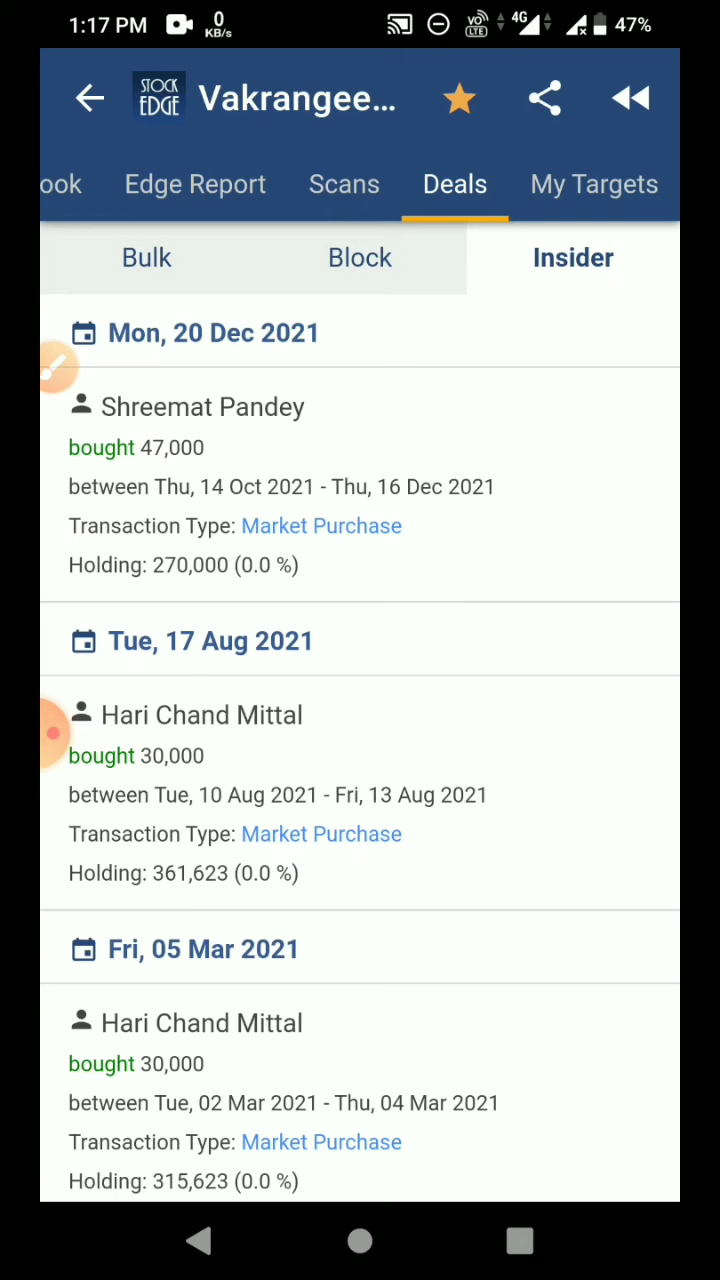 1:17 PM 0 KB/s VO LTE 4G 47%
STOCK EDGE Vakrangee...
ook Edge Report Scans Deals My Targets
Bulk Block Insider
Mon, 20 Dec 2021
Shreemat Pandey
bought 47,000
between Thu, 14 Oct 2021 - Thu, 16 Dec 2021
Transaction Type: Market Purchase
Holding: 270,000 (0.0 %)
Tue, 17 Aug 2021
Hari Chand Mittal
bought 30,000
between Tue, 10 Aug 2021 - Fri, 13 Aug 2021
Transaction Type: Market Purchase
Holding: 361,623 (0.0 %)
Fri, 05 Mar 2021
Hari Chand Mittal
bought 30,000
between Tue, 02 Mar 2021 - Thu, 04 Mar 2021
Transaction Type: Market Purchase
Holding: 315,623 (0.0 %)